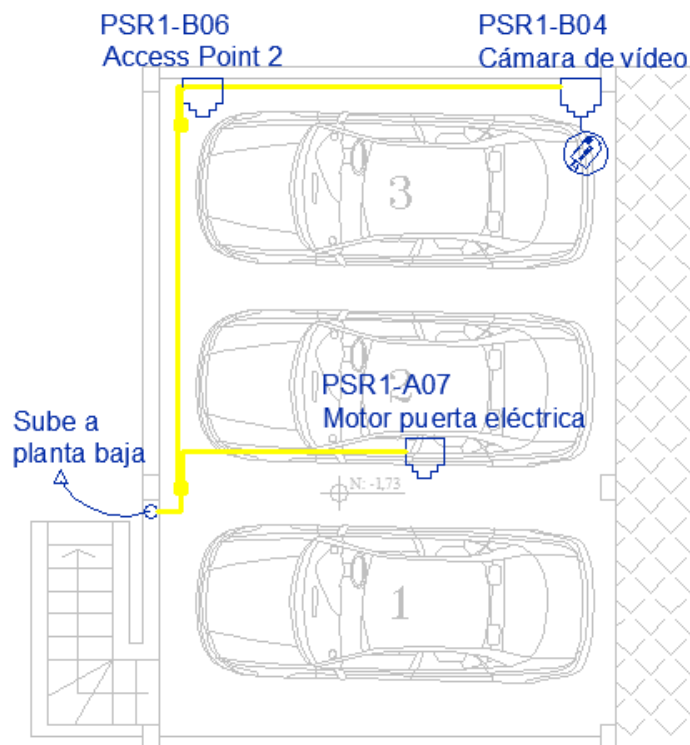 PSR1-B06
Access Point 2
PSR1-B04
Cámara de vídeo
3
2
PSR1-A07
Motor puerta eléctrica
Sube a
planta baja
N: -1,73
1